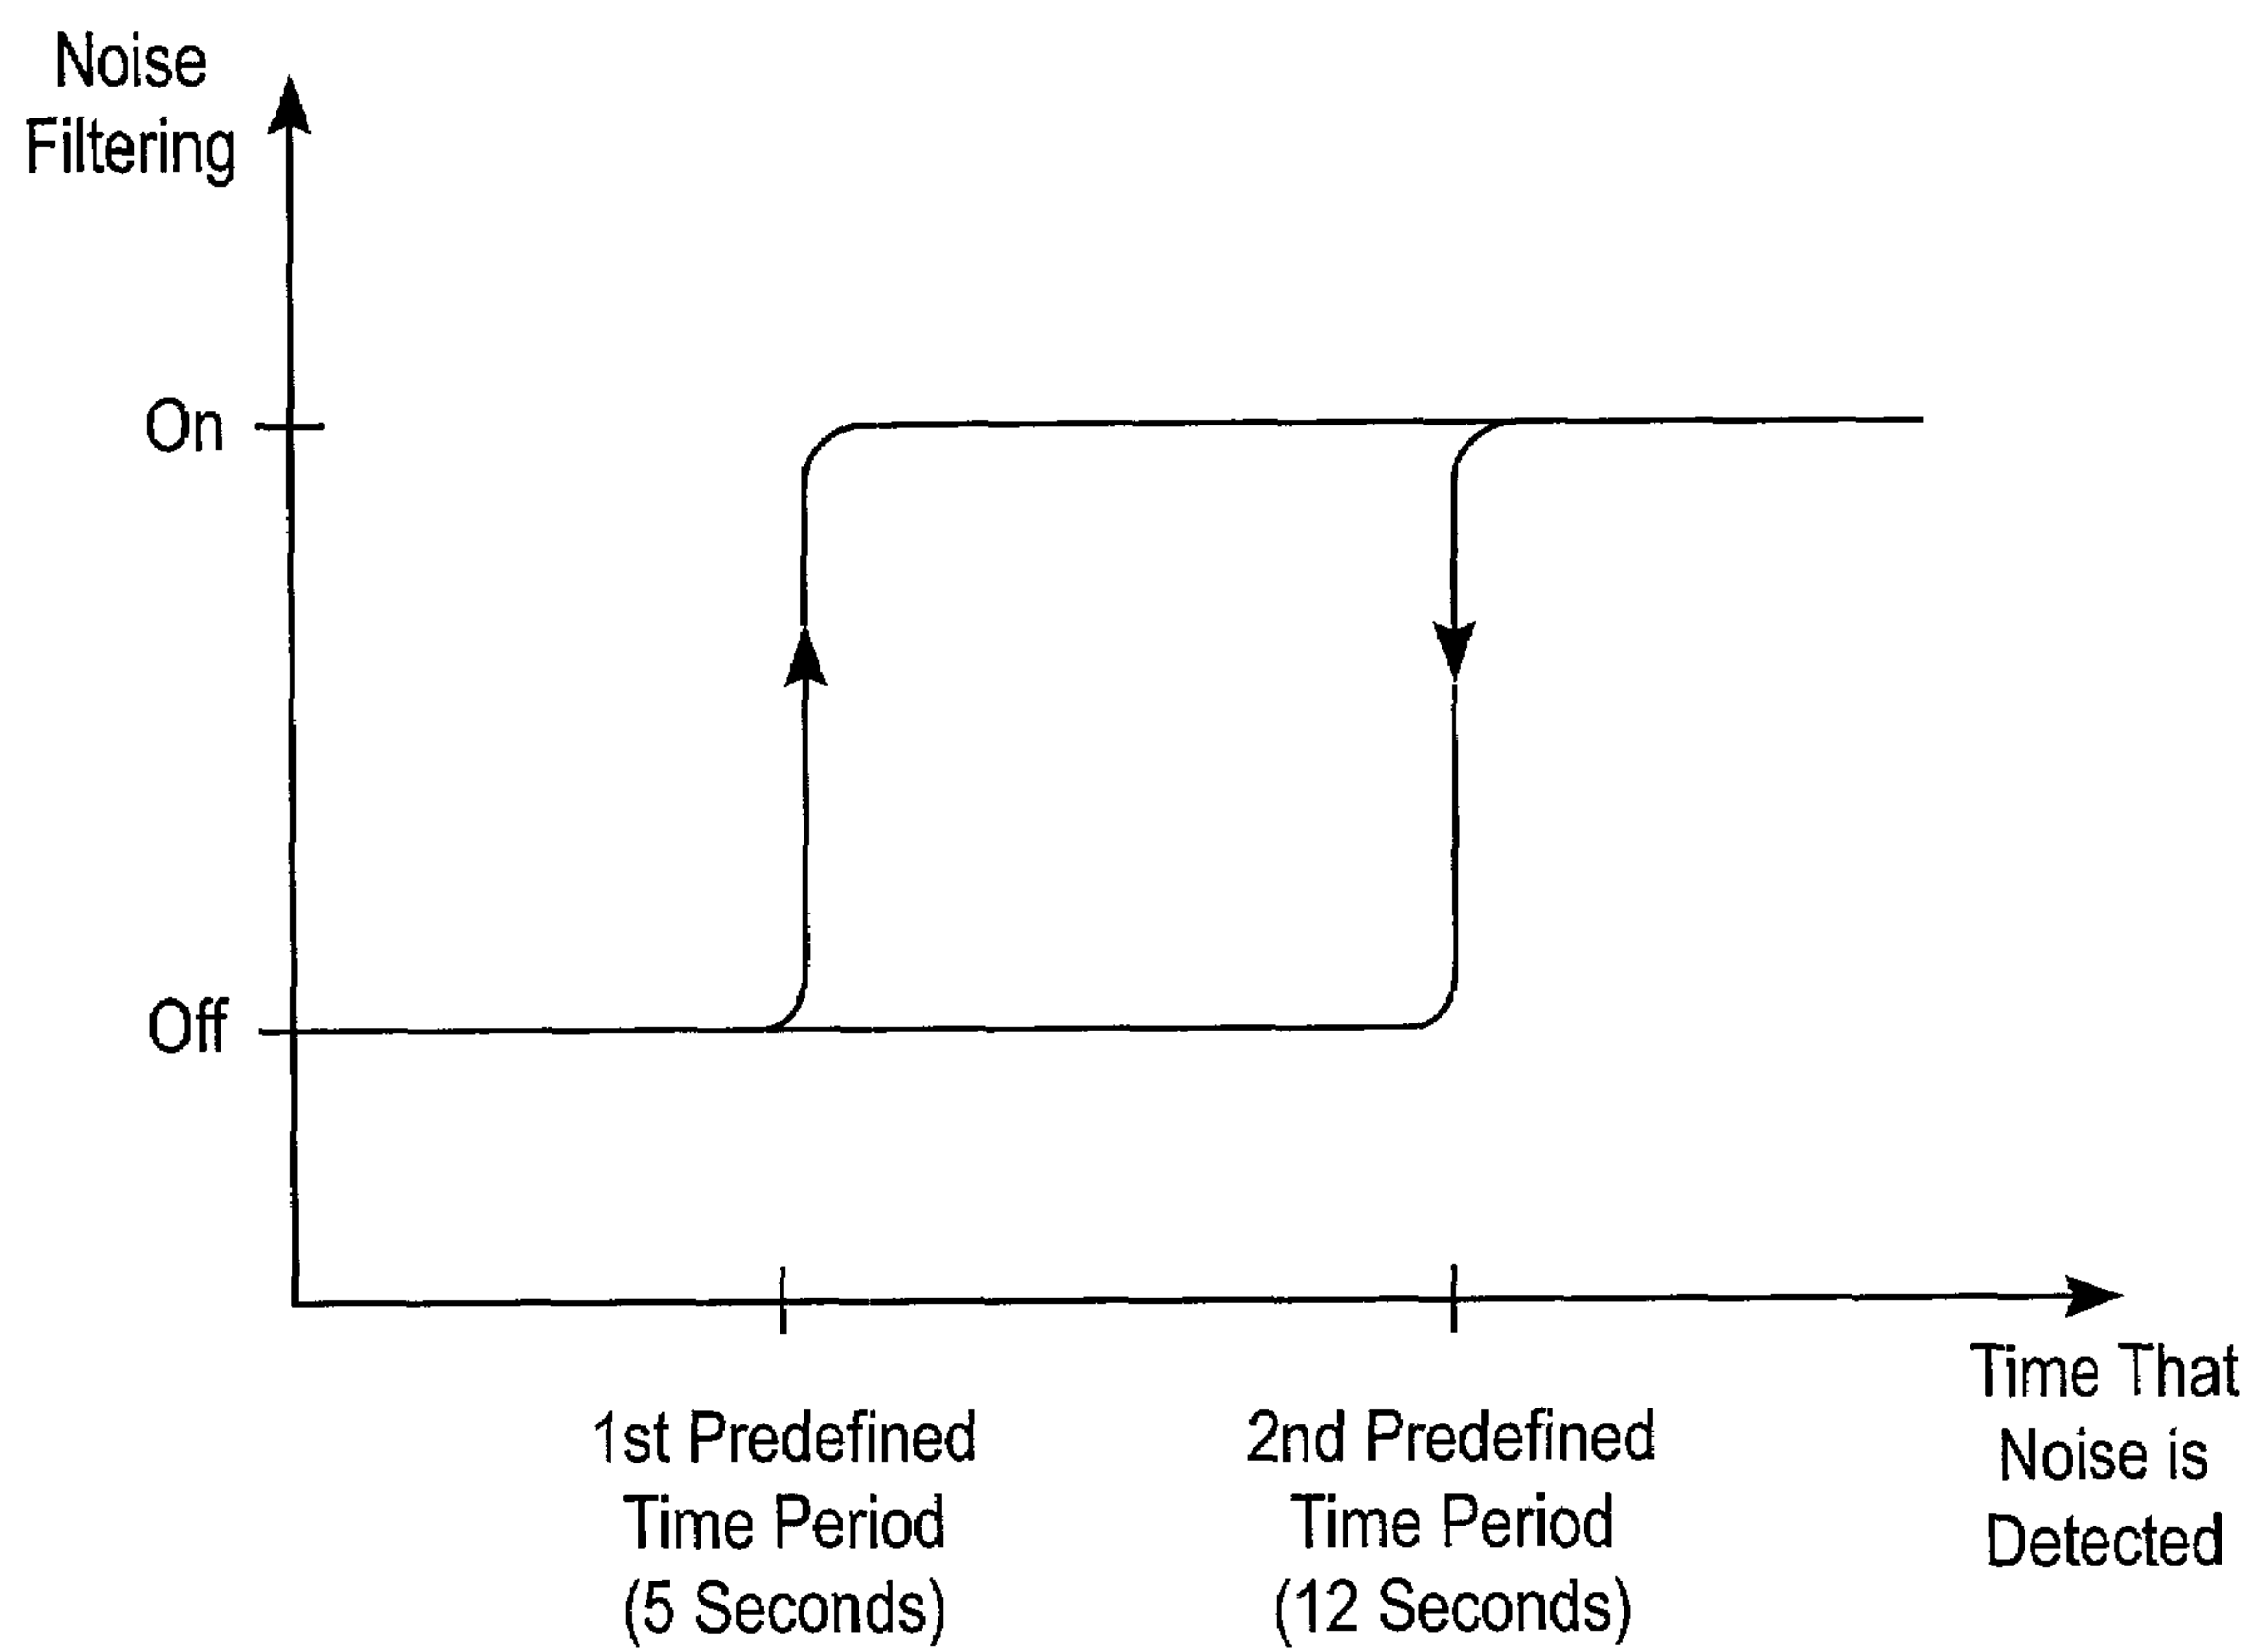 Noise
Filtering
On
Off
1st Predefined
Time Period
(5 Seconds)
2nd Predefined
Time Period
(12 Seconds)
Time That
Noise is
Detected